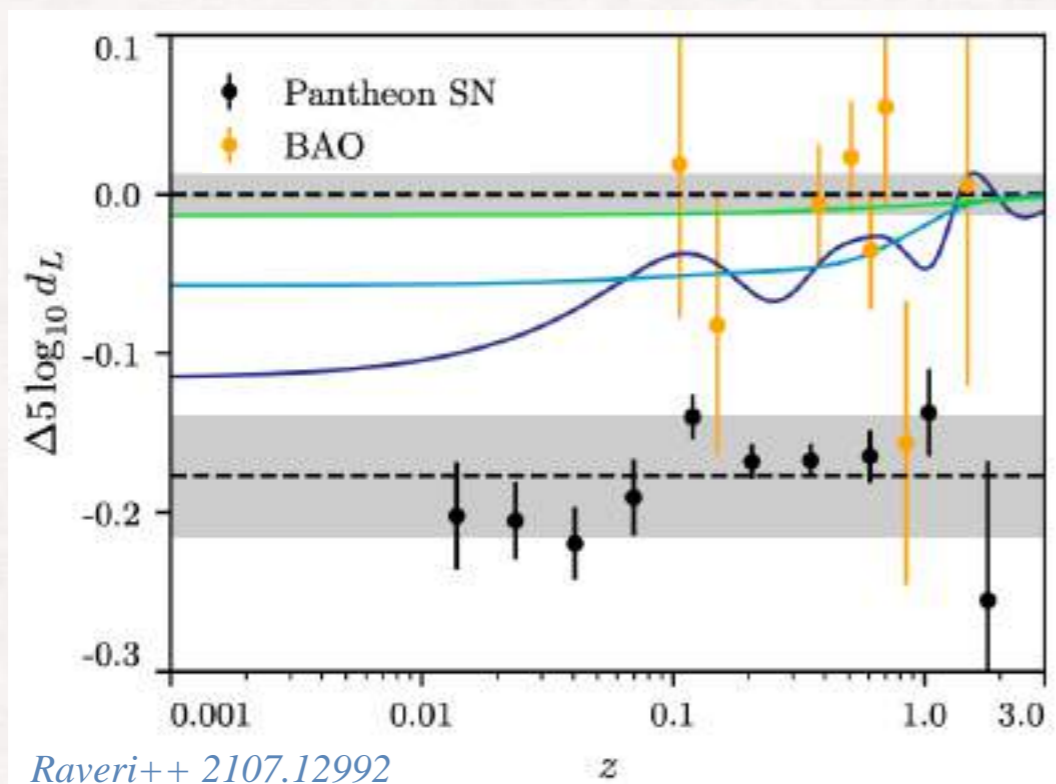 0.1
Pantheon SN
BAO
0.0
-0.1
-0.2
-0.3
Δ5 log₁₀ d_L
0.001 0.01 0.1 1.0 3.0
z
Raveri++ 2107.12992